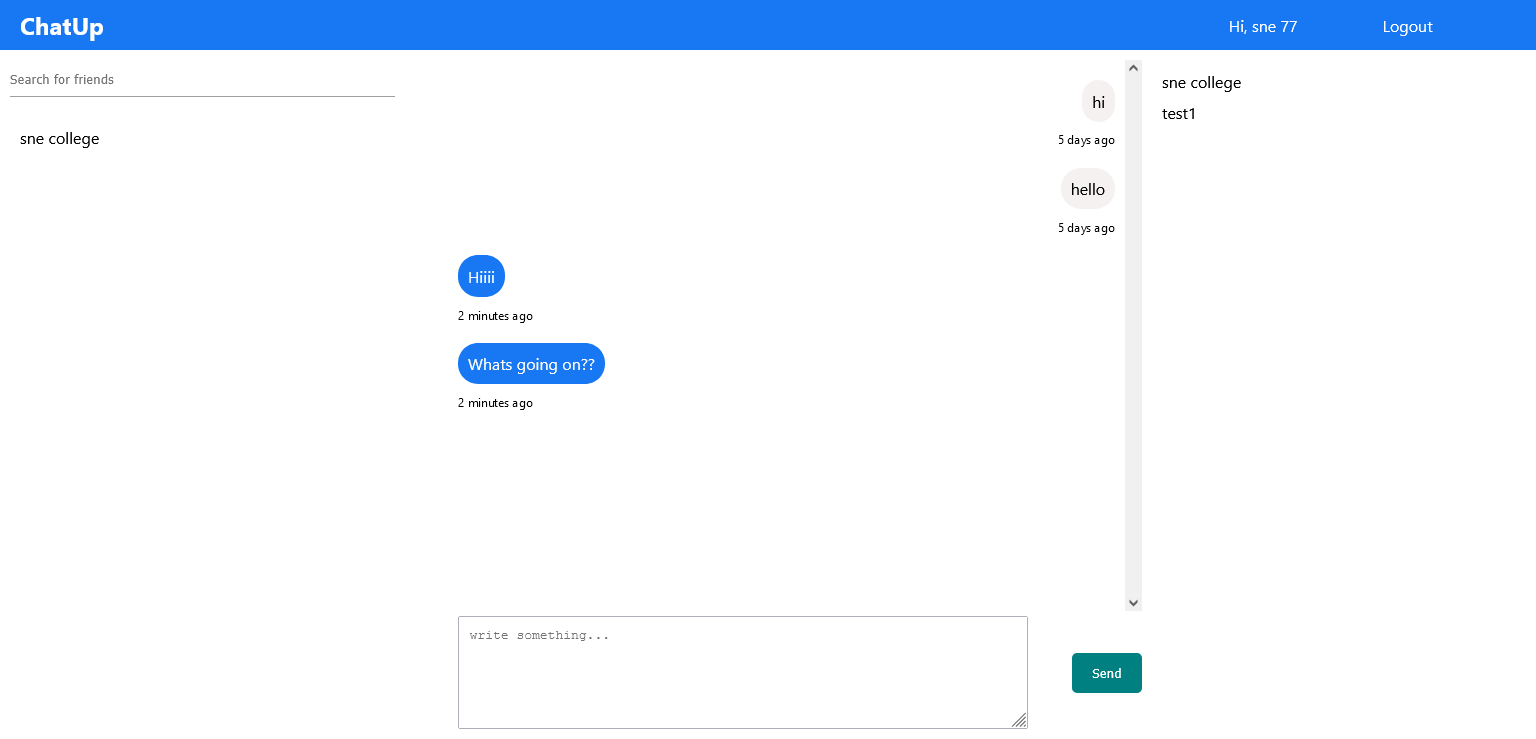 ChatUp
Hi, sne 77
Logout
Search for friends
sne college
hi
5 days ago
hello
5 days ago
Hiiii
2 minutes ago
Whats going on??
2 minutes ago
write something...
Send
sne college
test1